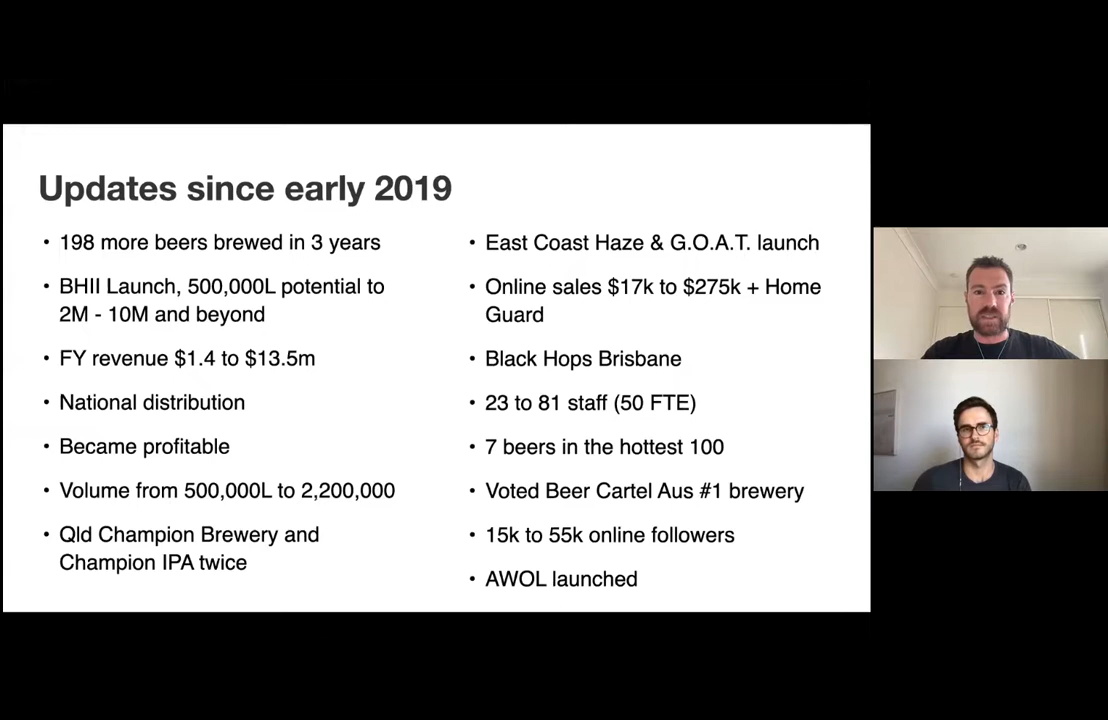 Updates since early 2019
• 198 more beers brewed in 3 years
• BHII Launch, 500,000L potential to
2M - 10M and beyond
• FY revenue $1.4 to $13.5m
• National distribution
• Became profitable
• Volume from 500,000L to 2,200,000
• Qld Champion Brewery and
Champion IPA twice
• East Coast Haze & G.O.A.T. launch
• Online sales $17k to $275k + Home
Guard
• Black Hops Brisbane
• 23 to 81 staff (50 FTE)
• 7 beers in the hottest 100
• Voted Beer Cartel Aus #1 brewery
• 15k to 55k online followers
• AWOL launched